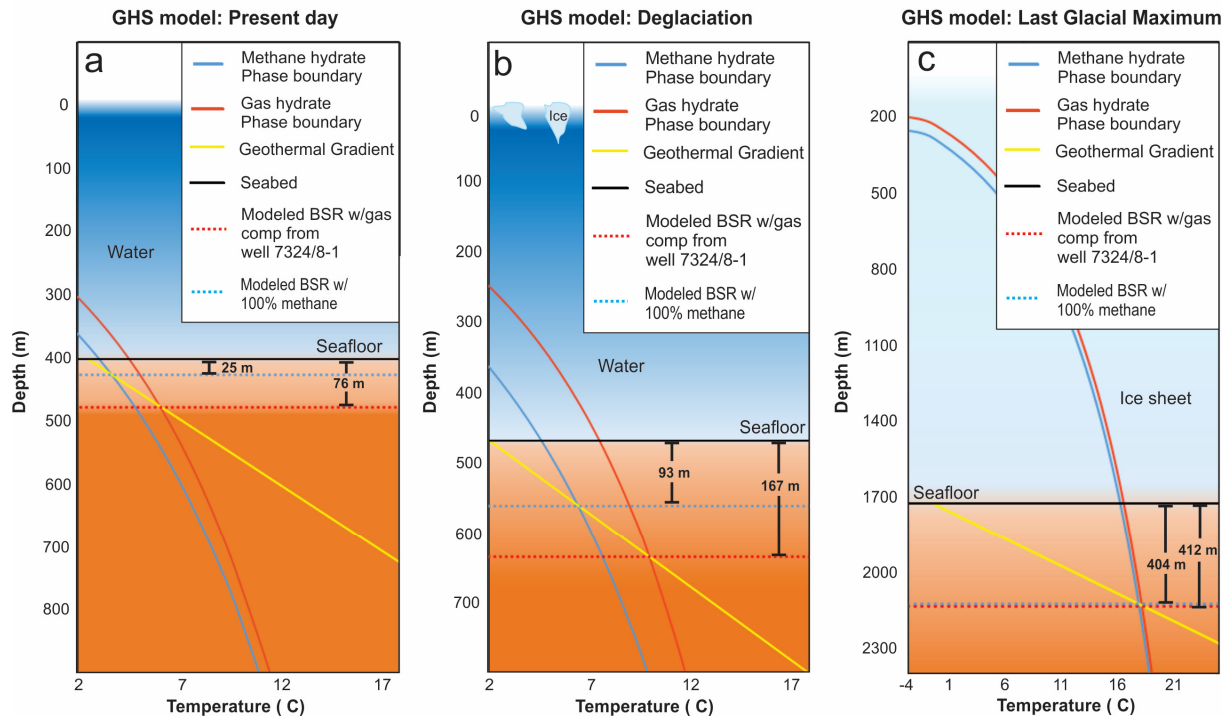 GHS model: Present day
a
Methane hydrate
Phase boundary
Gas hydrate
Phase boundary
Geothermal Gradient
Seabed
Modeled BSR w/gas
comp from
well 7324/8-1
Modeled BSR w/
100% methane
Water
Seafloor
25 m
76 m
Depth (m)
0
100
200
300
400
500
600
700
800
2
7
12
17
Temperature ( C)
GHS model: Deglaciation
b
Ice
Methane hydrate
Phase boundary
Gas hydrate
Phase boundary
Geothermal Gradient
Seabed
Modeled BSR w/gas
comp from
well 7324/8-1
Modeled BSR w/
100% methane
Water
Seafloor
93 m
167 m
Depth (m)
0
100
200
300
400
500
600
700
2
7
12
17
Temperature ( C)
GHS model: Last Glacial Maximum
c
Methane hydrate
Phase boundary
Gas hydrate
Phase boundary
Geothermal Gradient
Seabed
Modeled BSR w/gas
comp from
well 7324/8-1
Modeled BSR w/
100% methane
Ice sheet
Seafloor
404 m
412 m
Depth (m)
200
500
800
1100
1400
1700
2000
2300
-4
1
6
11
16
21
Temperature ( C)